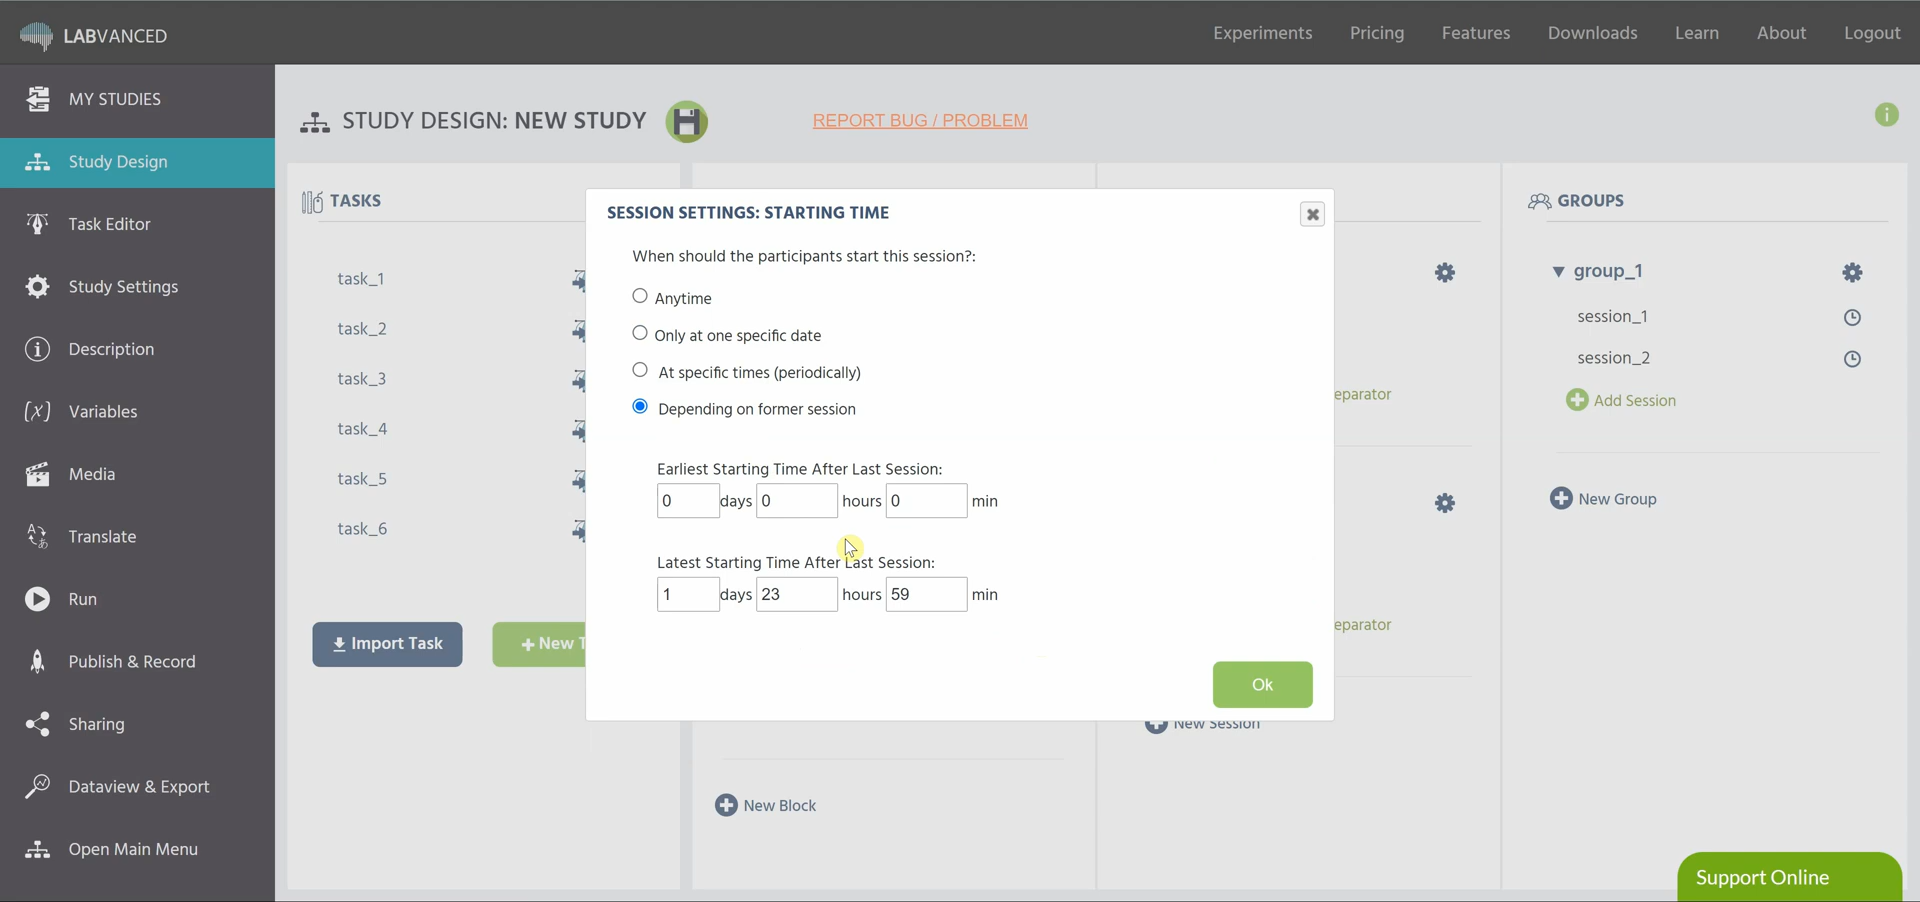 LABVANCED
Experiments Pricing Features Downloads Learn About Logout
MY STUDIES
Study Design
Task Editor
Study Settings
Description
(x) Variables
Media
Translate
Run
Publish & Record
Sharing
Dataview & Export
Open Main Menu
STUDY DESIGN: NEW STUDY
REPORT BUG / PROBLEM
i
TASKS
task_1
task_2
task_3
task_4
task_5
task_6
Import Task
New T
SESSION SETTINGS: STARTING TIME
When should the participants start this session?:
Anytime
Only at one specific date
At specific times (periodically)
Depending on former session
Earliest Starting Time After Last Session:
0 days 0 hours 0 min
Latest Starting Time After Last Session:
1 days 23 hours 59 min
Ok
New Block
eparator
eparator
New Session
GROUPS
group_1
session_1
session_2
Add Session
New Group
Support Online